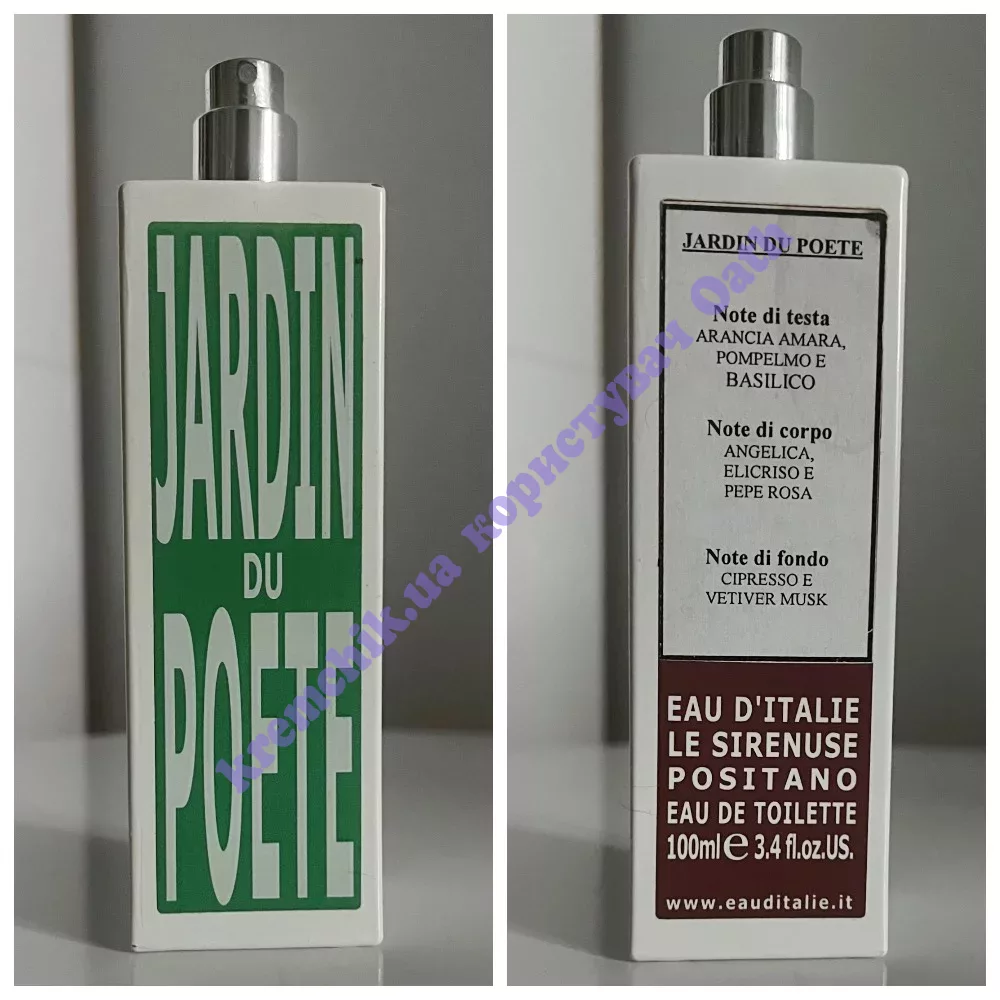 JARDIN
DU
POETE
JARDIN DU POETE
Note di testa
ARANCIA AMARA,
POMPELMO E
BASILICO
Note di corpo
ANGELICA,
ELICRISO E
PEPE ROSA
Note di fondo
CIPRESSO E
VETIVER MUSK
EAU D'ITALIE
LE SIRENUSE
POSITANO
EAU DE TOILETTE
100ml℮ 3.4 fl.oz.US.
www.eauditalie.it
kremchik.ua користувач Oath